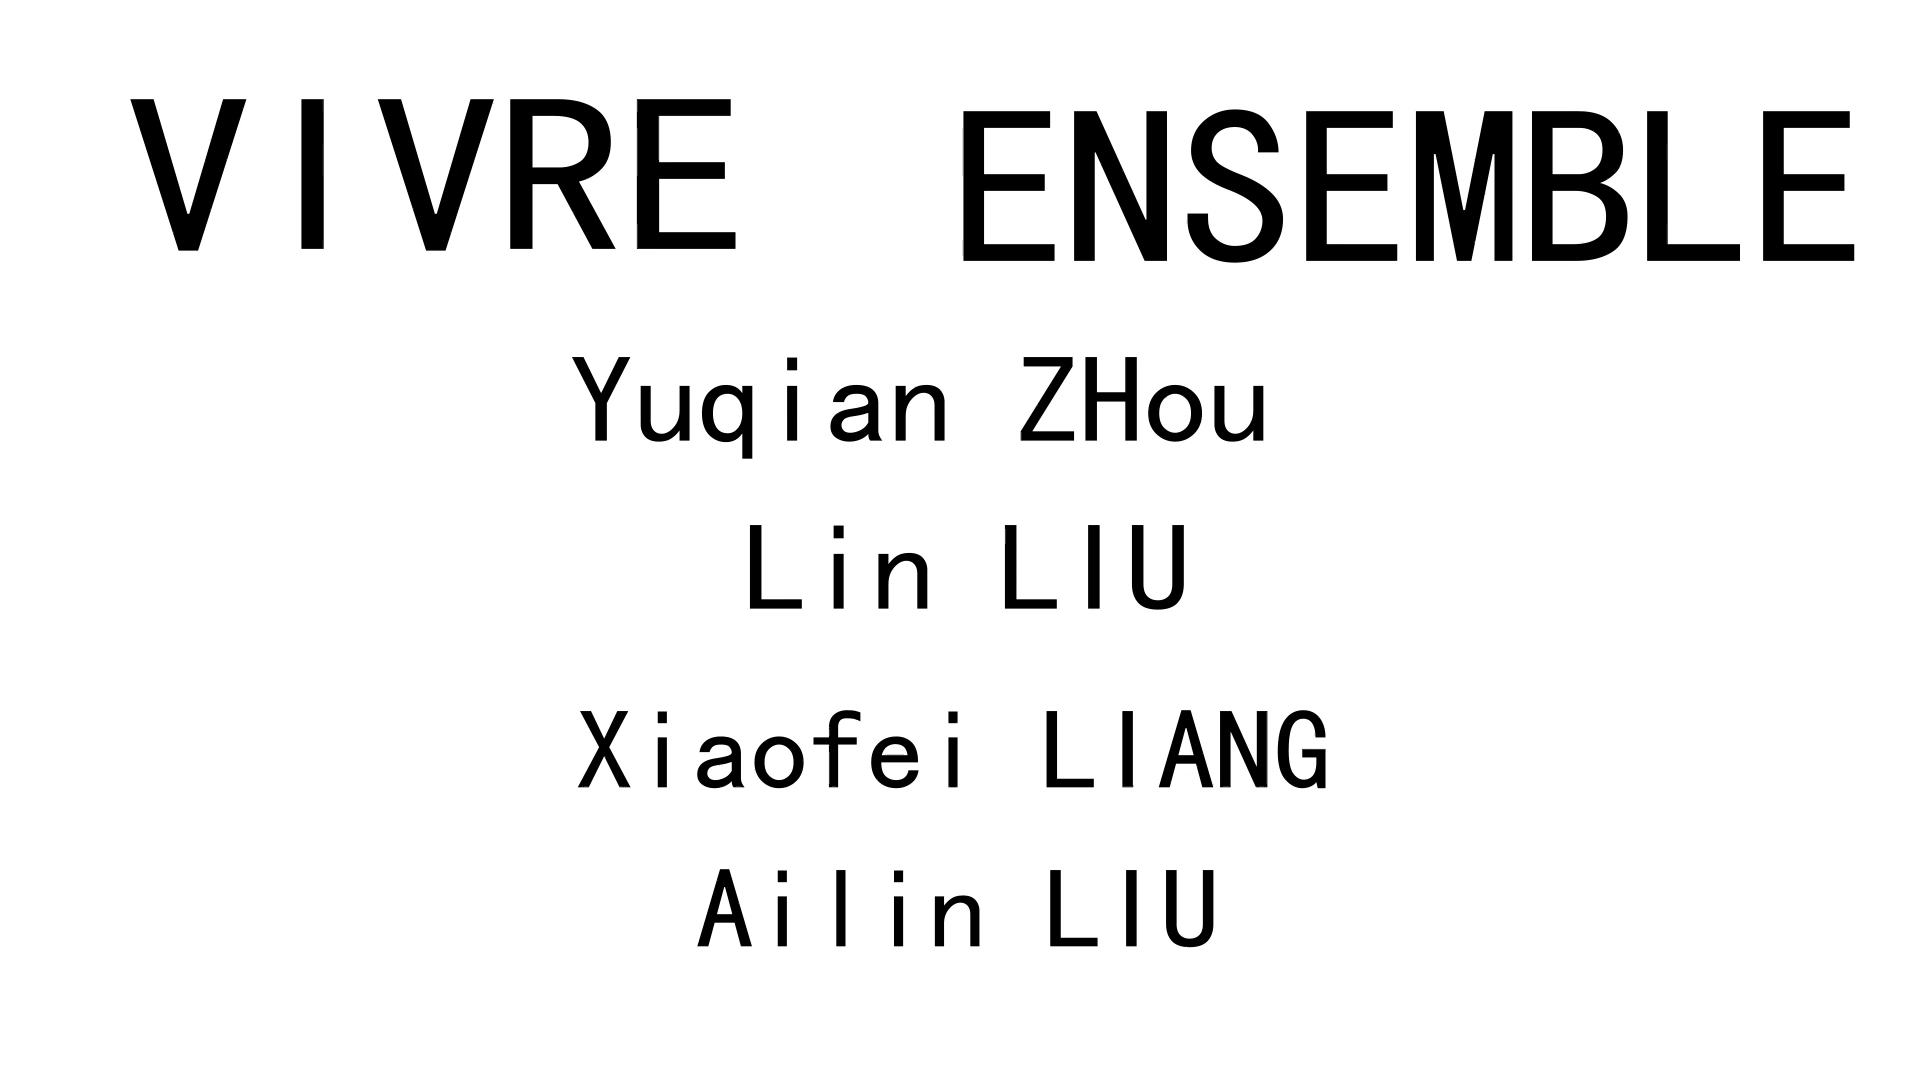 VIVRE ENSEMBLE
Yuqian ZHou
Lin LIU
Xiaofei LIANG
Ailin LIU